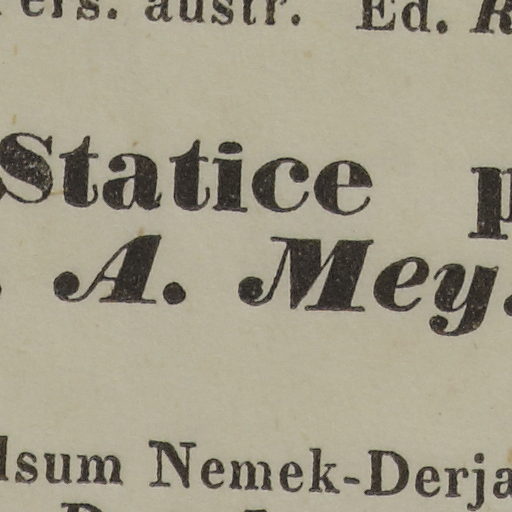 ers. austr. Ed. R
Statice p
. A. Mey.
lsum Nemek-Derja